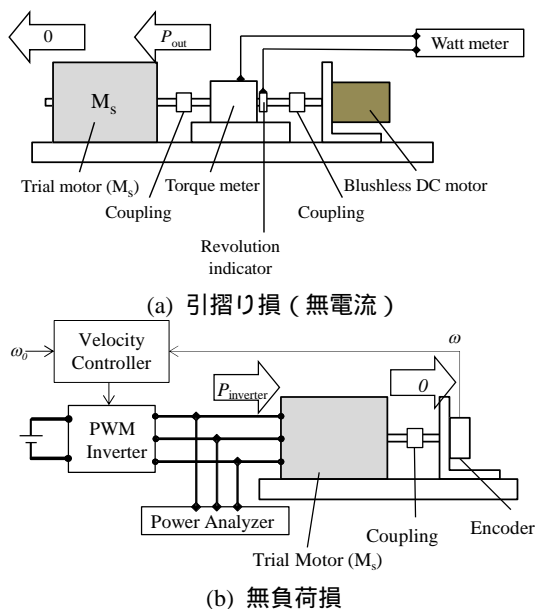 0
P_out
Watt meter
M_s
Trial motor (M_s)
Coupling
Torque meter
Revolution
indicator
Coupling
Blushless DC motor
(a) 引摺り損（無電流）
ω_0
Velocity
Controller
ω
PWM
Inverter
P_inverter
0
Power Analyzer
Trial Motor (M_s)
Coupling
Encoder
(b) 無負荷損